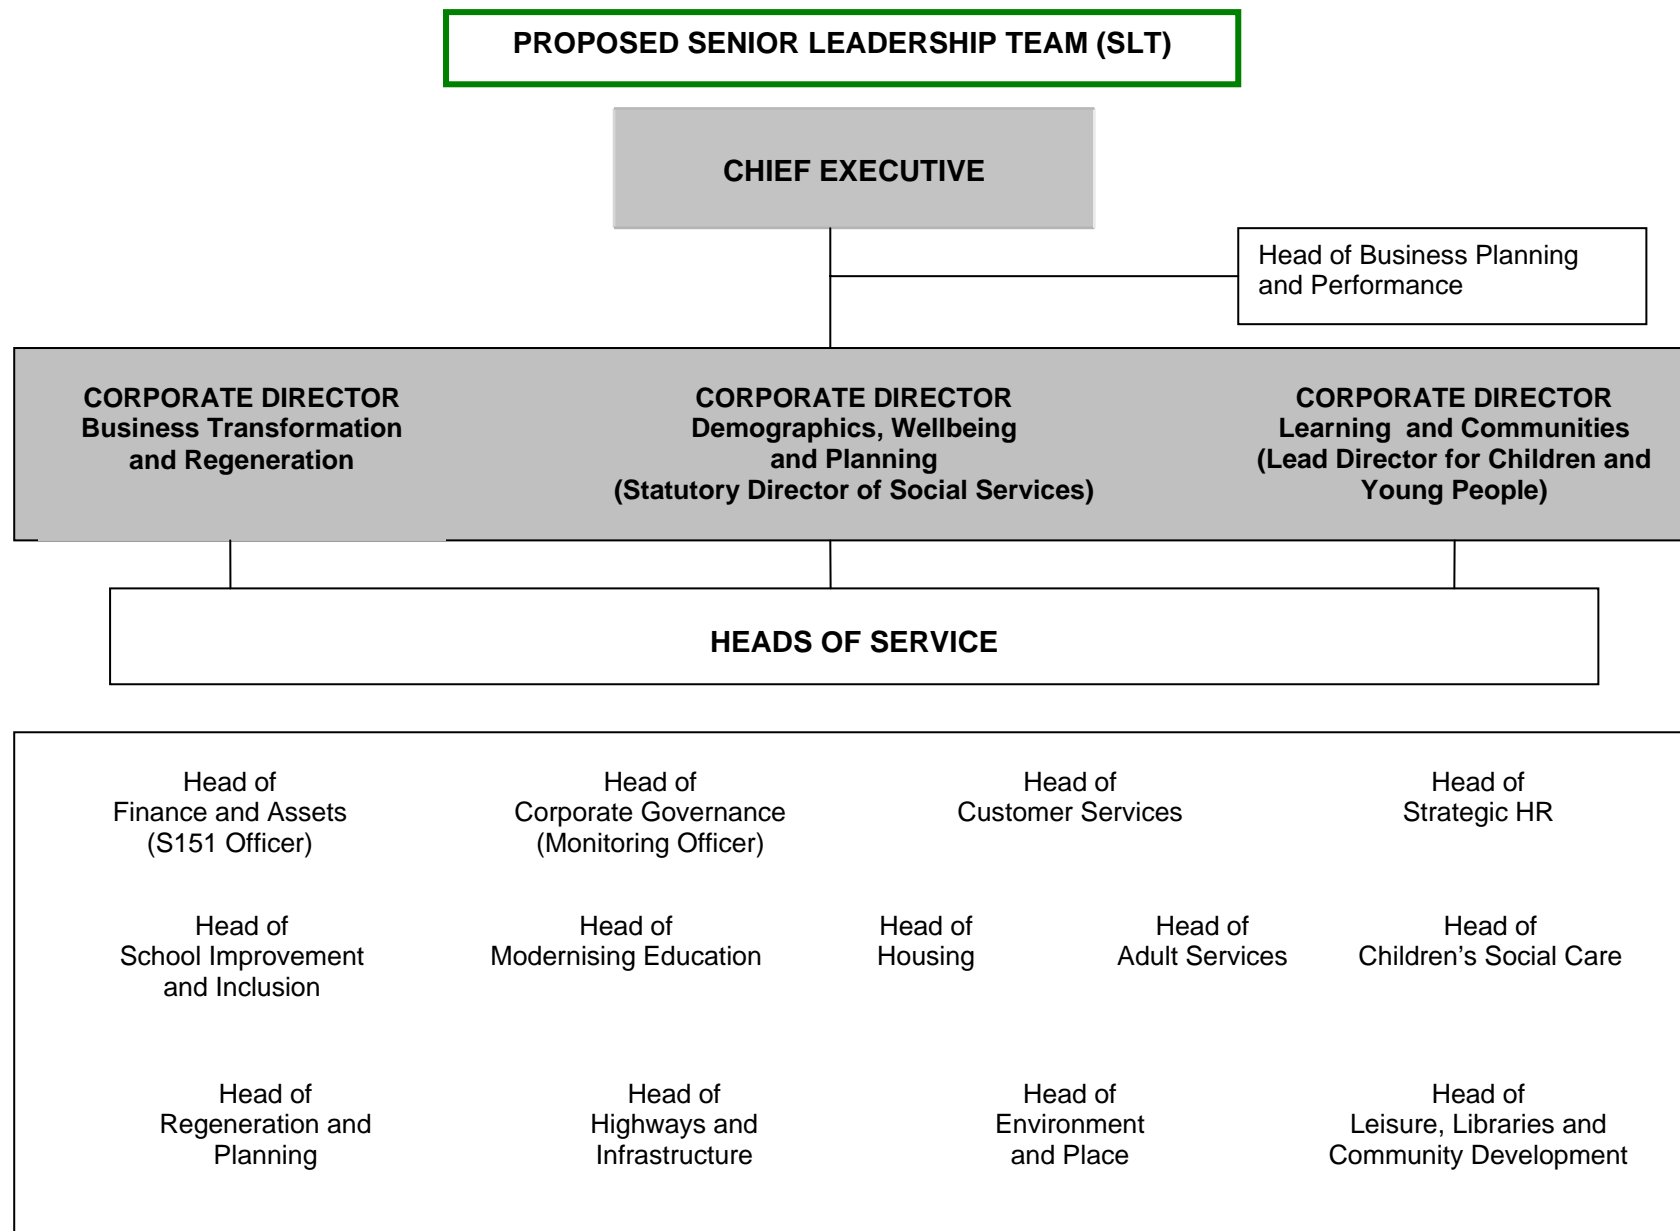 PROPOSED SENIOR LEADERSHIP TEAM (SLT)
CHIEF EXECUTIVE
Head of Business Planning
and Performance
CORPORATE DIRECTOR
Business Transformation
and Regeneration
CORPORATE DIRECTOR
Demographics, Wellbeing
and Planning
(Statutory Director of Social Services)
CORPORATE DIRECTOR
Learning and Communities
(Lead Director for Children and
Young People)
HEADS OF SERVICE
Head of
Finance and Assets
(S151 Officer)
Head of
Corporate Governance
(Monitoring Officer)
Head of
Customer Services
Head of
Strategic HR
Head of
School Improvement
and Inclusion
Head of
Modernising Education
Head of
Housing
Head of
Adult Services
Head of
Children’s Social Care
Head of
Regeneration and
Planning
Head of
Highways and
Infrastructure
Head of
Environment
and Place
Head of
Leisure, Libraries and
Community Development